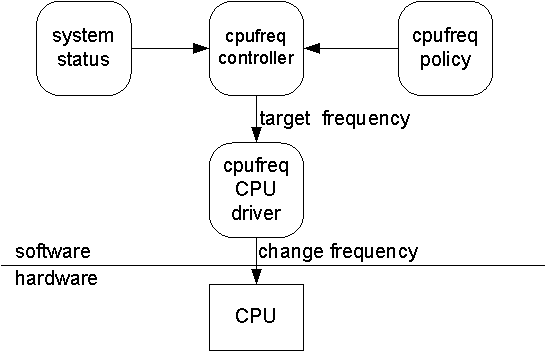 system
status
cpufreq
controller
cpufreq
policy
target frequency
cpufreq
CPU
driver
software
change frequency
hardware
CPU